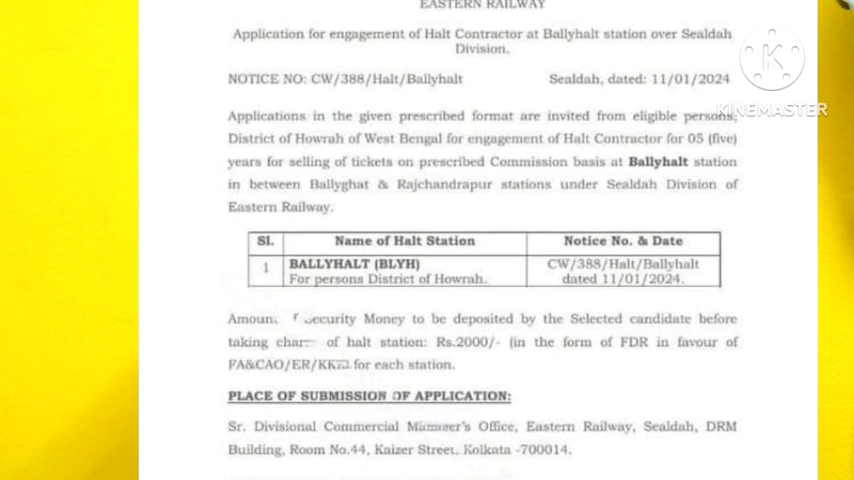 EASTERN RAILWAY
Application for engagement of Halt Contractor at Ballyhalt station over Sealdah
Division.
NOTICE NO: CW/388/Halt/Ballyhalt Sealdah, dated: 11/01/2024
K
KINEMASTER
Applications in the given prescribed format are invited from eligible persons,
District of Howrah of West Bengal for engagement of Halt Contractor for 05 (five)
years for selling of tickets on prescribed Commission basis at Ballyhalt station
in between Ballyghat & Rajchandrapur stations under Sealdah Division of
Eastern Railway.
Sl. Name of Halt Station Notice No. & Date
1 BALLYHALT (BLYH) CW/388/Halt/Ballyhalt
For persons District of Howrah. dated 11/01/2024.
Security Money to be deposited by the Selected candidate before
taking of halt station: Rs.2000/- (in the form of FDR in favour of
for each station.
PLACE OF SUBMISSION OF APPLICATION:
Sr. Divisional Commercial Manager's Office, Eastern Railway, Sealdah, DRM
Building, Room No.44, Kaizer Street, Kolkata -700014.